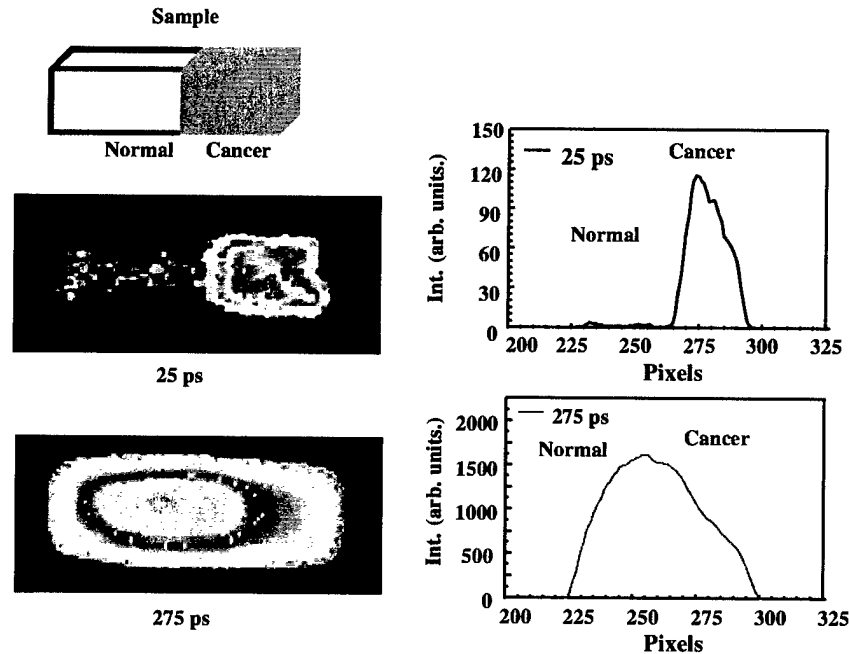 Sample
Normal Cancer
25 ps
275 ps
150
120
90
60
30
0
Int. (arb. units.)
25 ps
Cancer
Normal
200 225 250 275 300 325
Pixels
2000
1500
1000
500
0
Int. (arb. units.)
275 ps
Normal Cancer
200 225 250 275 300 325
Pixels